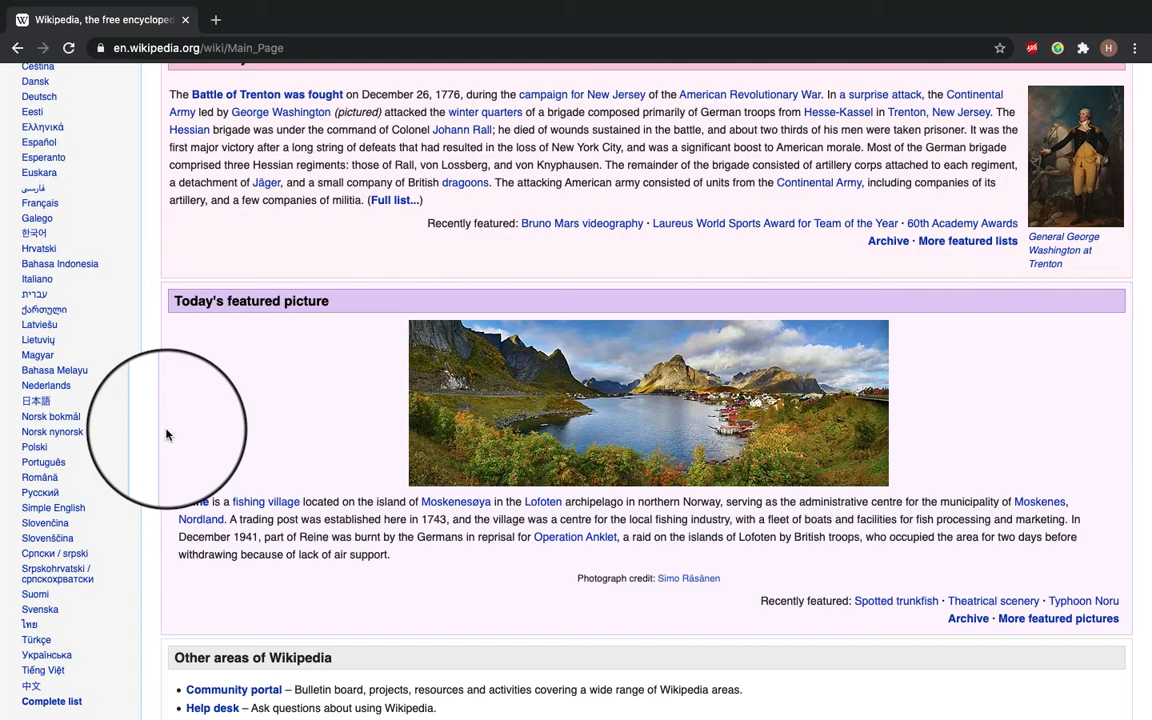 Wikipedia, the free encycloped
en.wikipedia.org/wiki/Main_Page
H
Čeština
Dansk
Deutsch
Eesti
Ελληνικά
Español
Esperanto
Euskara
فارسی
Français
Galego
한국어
Hrvatski
Bahasa Indonesia
Italiano
עברית
ქართული
Latviešu
Lietuvių
Magyar
Bahasa Melayu
Nederlands
日本語
Norsk bokmål
Norsk nynorsk
Polski
Português
Română
Русский
Simple English
Slovenčina
Slovenščina
Српски / srpski
Srpskohrvatski /
српскохрватски
Suomi
Svenska
ไทย
Türkçe
Українська
Tiếng Việt
中文
Complete list
The Battle of Trenton was fought on December 26, 1776, during the campaign for New Jersey of the American Revolutionary War. In a surprise attack, the Continental
Army led by George Washington (pictured) attacked the winter quarters of a brigade composed primarily of German troops from Hesse-Kassel in Trenton, New Jersey. The
Hessian brigade was under the command of Colonel Johann Rall; he died of wounds sustained in the battle, and about two thirds of his men were taken prisoner. It was the
first major victory after a long string of defeats that had resulted in the loss of New York City, and was a significant boost to American morale. Most of the German brigade
comprised three Hessian regiments: those of Rall, von Lossberg, and von Knyphausen. The remainder of the brigade consisted of artillery corps attached to each regiment,
a detachment of Jäger, and a small company of British dragoons. The attacking American army consisted of units from the Continental Army, including companies of its
artillery, and a few companies of militia. (Full list...)
Recently featured: Bruno Mars videography · Laureus World Sports Award for Team of the Year · 60th Academy Awards
Archive · More featured lists
General George
Washington at
Trenton
Today's featured picture
is a fishing village located on the island of Moskenesøya in the Lofoten archipelago in northern Norway, serving as the administrative centre for the municipality of Moskenes,
Nordland. A trading post was established here in 1743, and the village was a centre for the local fishing industry, with a fleet of boats and facilities for fish processing and marketing. In
December 1941, part of Reine was burnt by the Germans in reprisal for Operation Anklet, a raid on the islands of Lofoten by British troops, who occupied the area for two days before
withdrawing because of lack of air support.
Photograph credit: Simo Räsänen
Recently featured: Spotted trunkfish · Theatrical scenery · Typhoon Noru
Archive · More featured pictures
Other areas of Wikipedia
• Community portal – Bulletin board, projects, resources and activities covering a wide range of Wikipedia areas.
• Help desk – Ask questions about using Wikipedia.